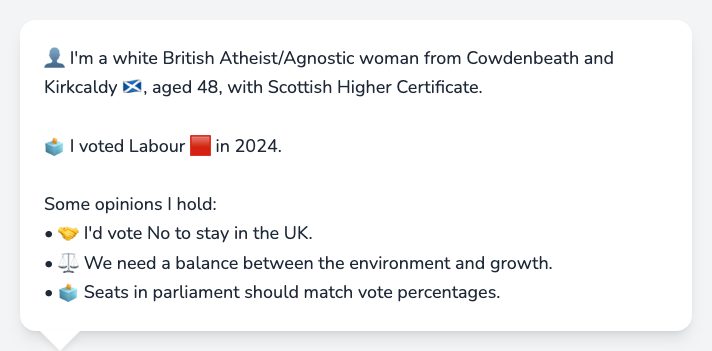 👤 I'm a white British Atheist/Agnostic woman from Cowdenbeath and
Kirkcaldy 🏴󠁧󠁢󠁳󠁣󠁴󠁿, aged 48, with Scottish Higher Certificate.
🗳️ I voted Labour 🟥 in 2024.
Some opinions I hold:
• 🤝 I'd vote No to stay in the UK.
• ⚖️ We need a balance between the environment and growth.
• 🗳️ Seats in parliament should match vote percentages.